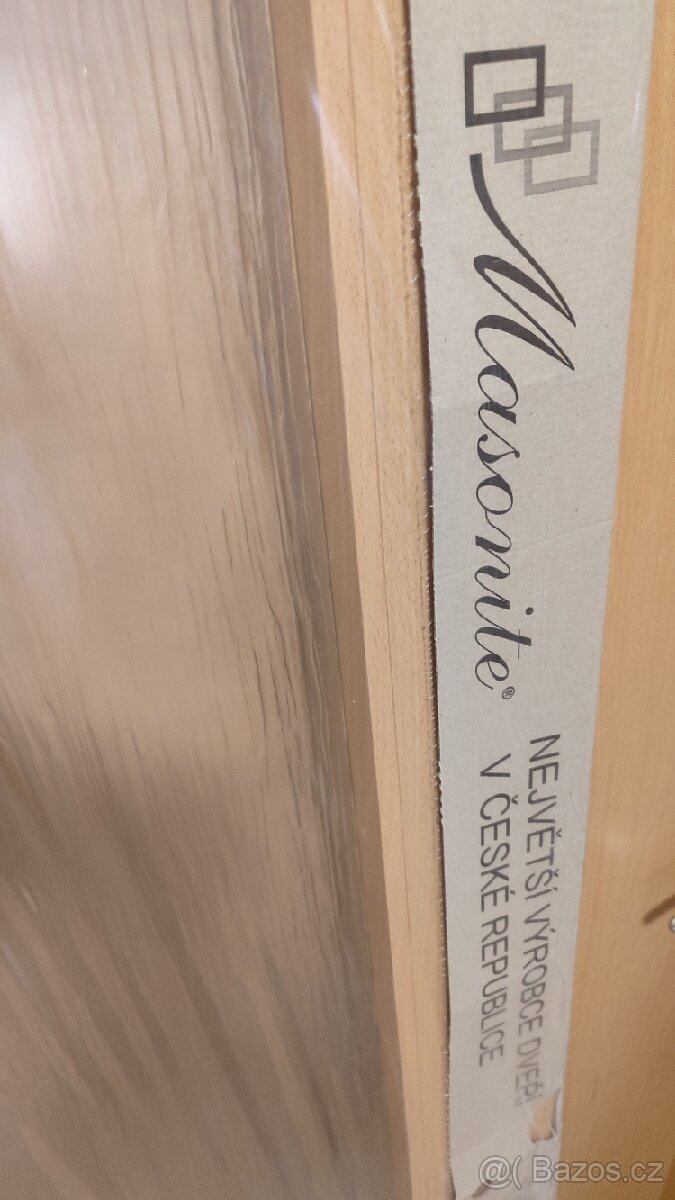 Masonite®
NEJVĚTŠÍ VÝROBCE DVEŘÍ
V ČESKÉ REPUBLICE
@( Bazos.cz